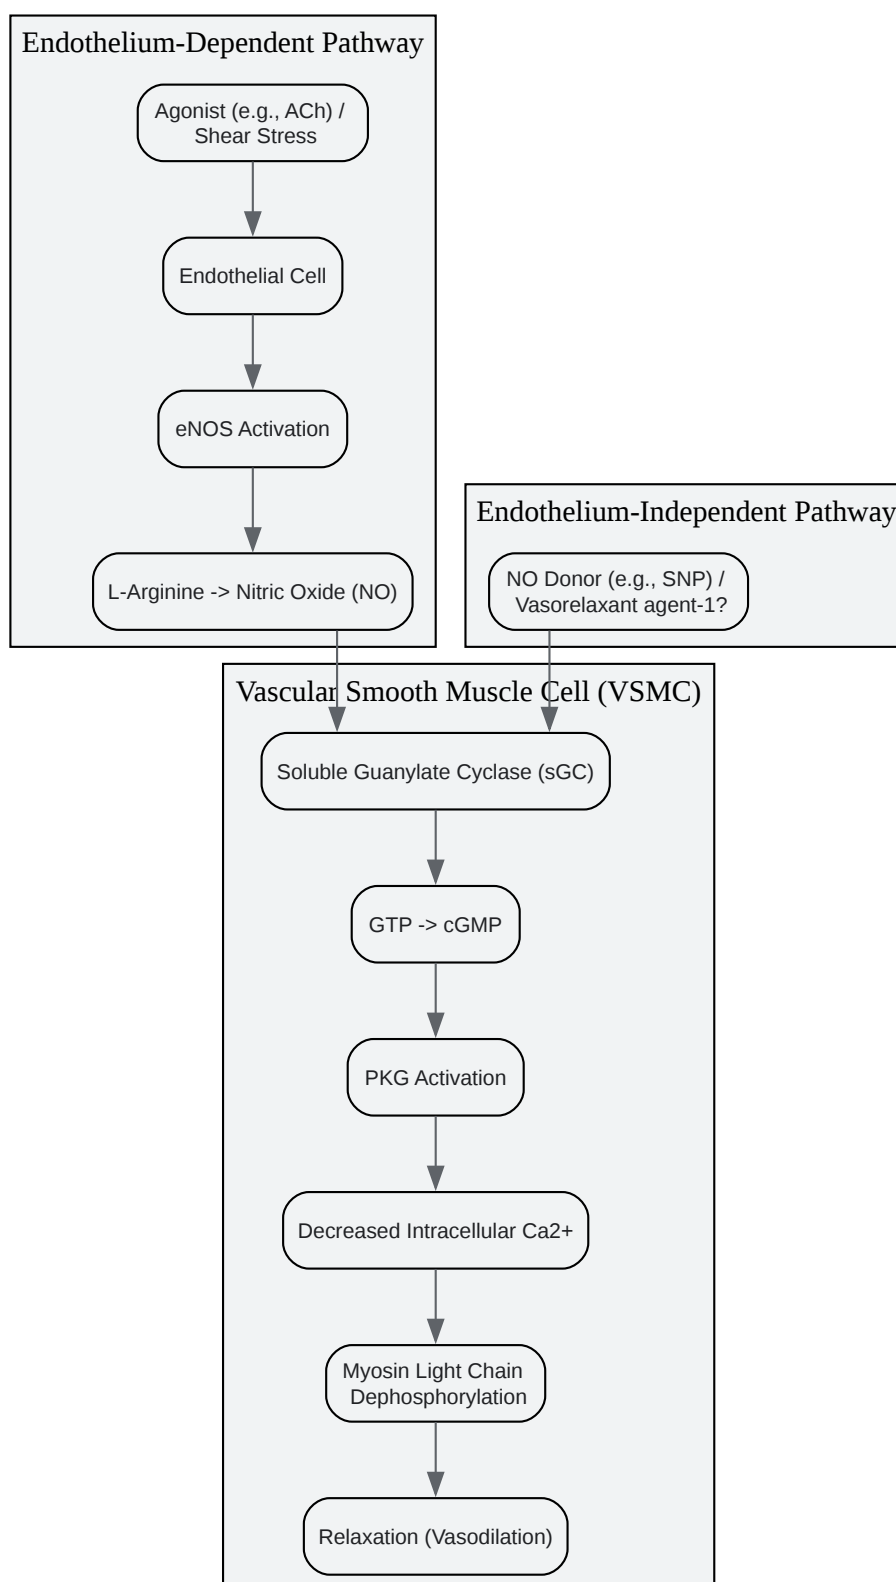 Endothelium-Dependent Pathway
Agonist (e.g., ACh) /
Shear Stress
Endothelial Cell
eNOS Activation
L-Arginine -> Nitric Oxide (NO)
Endothelium-Independent Pathway
NO Donor (e.g., SNP) /
Vasorelaxant agent-1?
Vascular Smooth Muscle Cell (VSMC)
Soluble Guanylate Cyclase (sGC)
GTP -> cGMP
PKG Activation
Decreased Intracellular Ca2+
Myosin Light Chain
Dephosphorylation
Relaxation (Vasodilation)